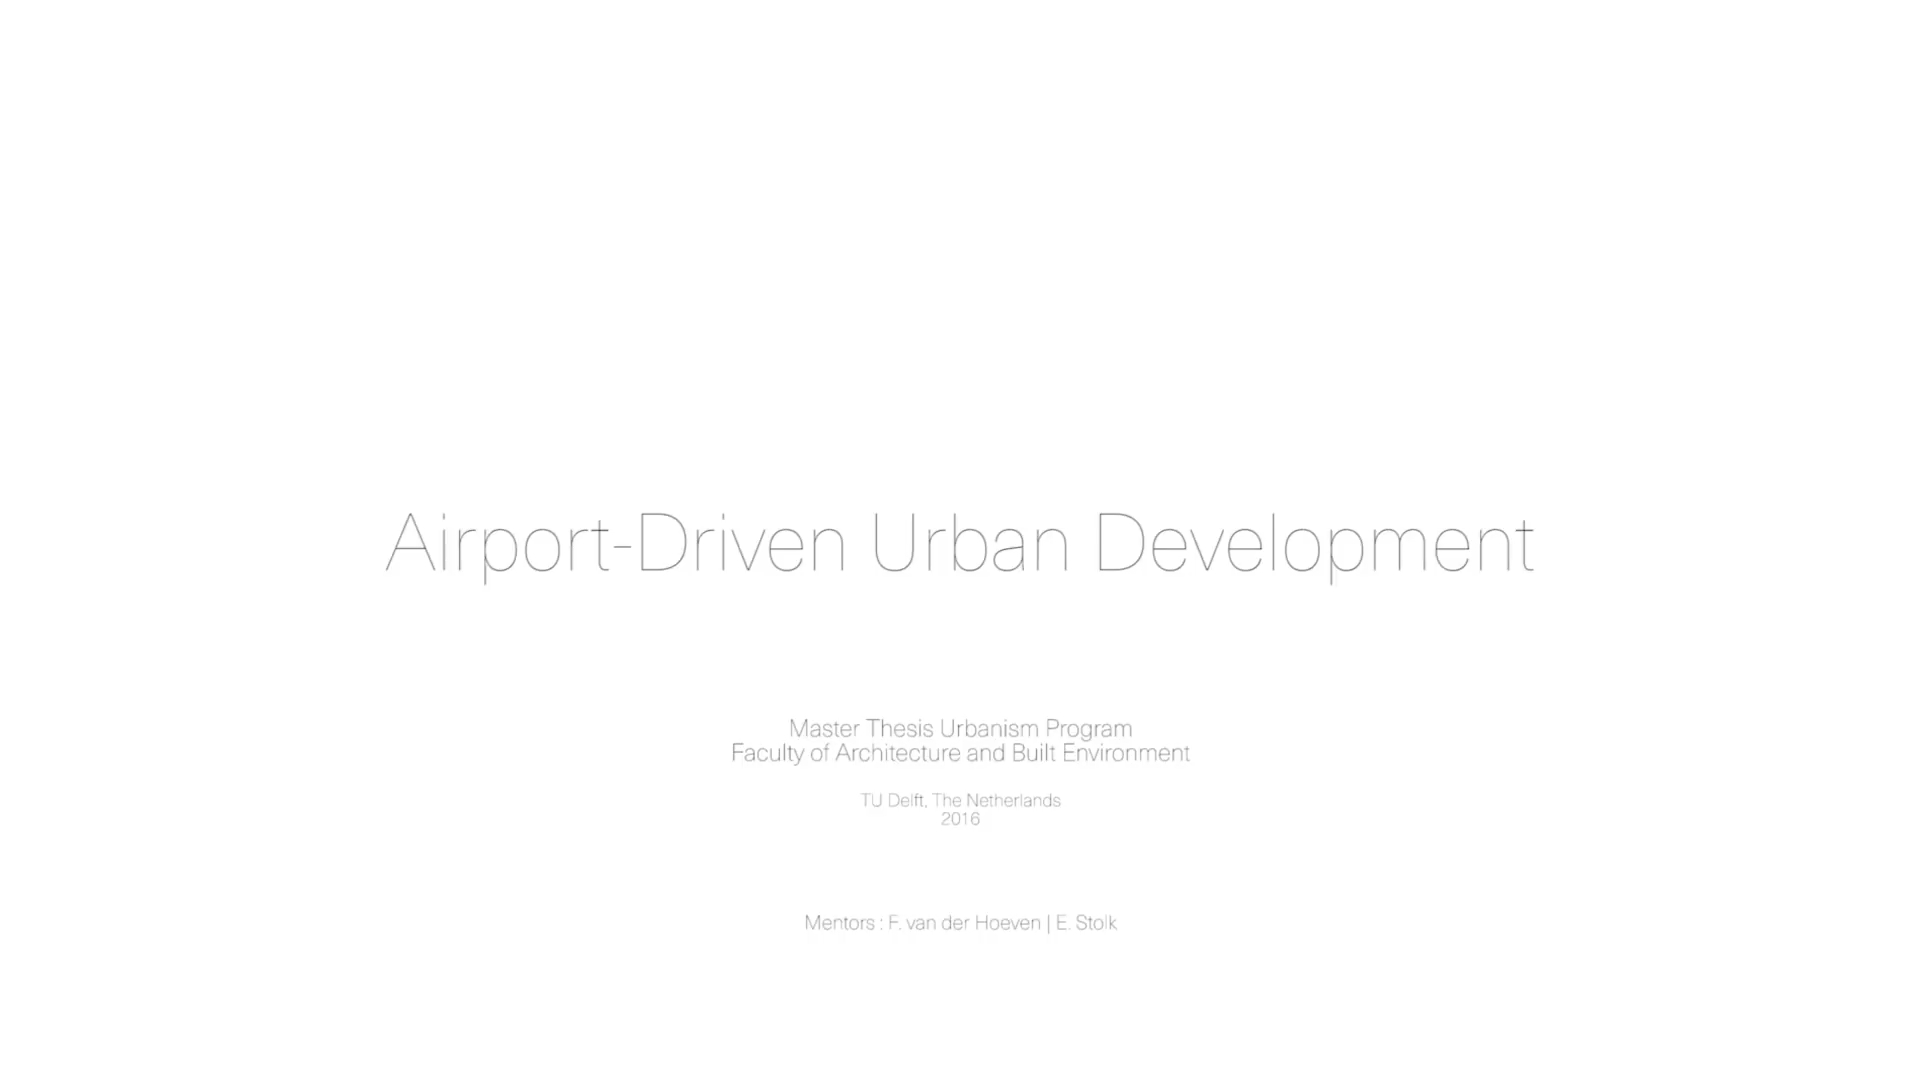 Airport-Driven Urban Development
Master Thesis Urbanism Program
Faculty of Architecture and Built Environment
TU Delft, The Netherlands
2016
Mentors : F. van der Hoeven | E. Stolk